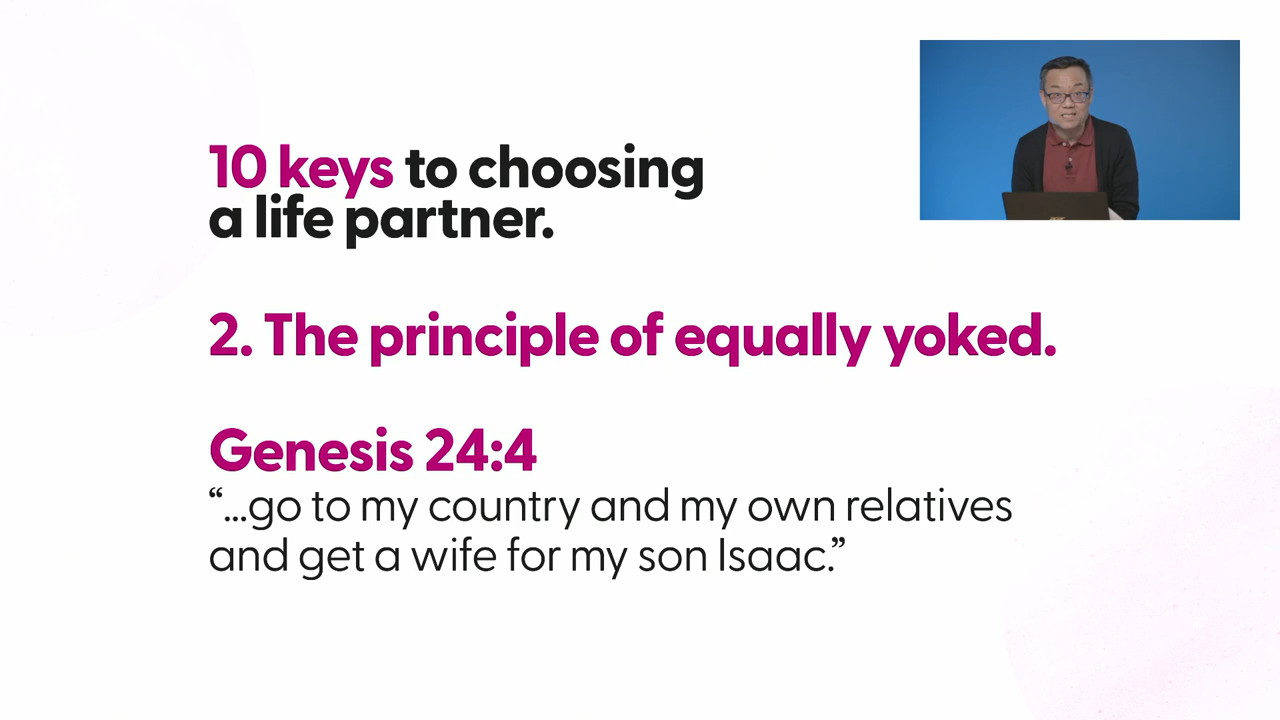 10 keys to choosing
a life partner.
2. The principle of equally yoked.
Genesis 24:4
“...go to my country and my own relatives
and get a wife for my son Isaac.”